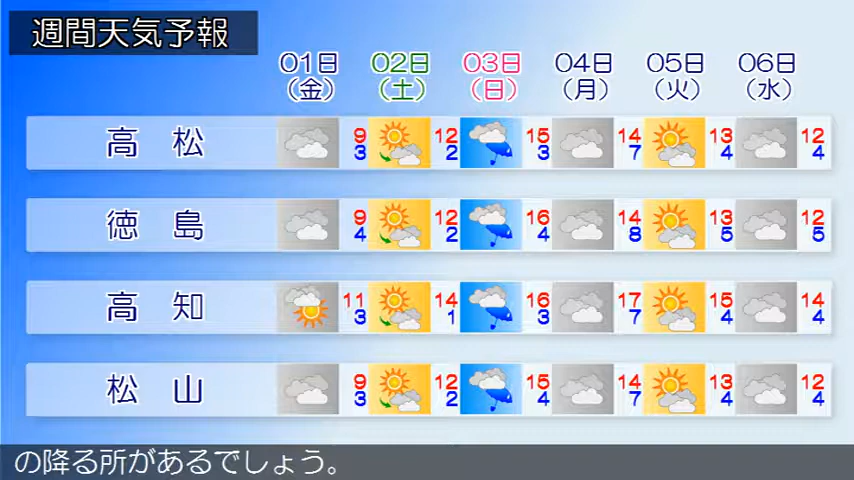 週間天気予報
01日 02日 03日 04日 05日 06日
（金） （土） （日） （月） （火） （水）
高松 9 3 12 2 15 3 14 7 13 4 12 4
徳島 9 4 12 2 16 4 14 8 13 5 12 5
高知 11 3 14 1 16 3 17 7 15 4 14 4
松山 9 3 12 2 15 4 14 7 13 4 12 4
の降る所があるでしょう。